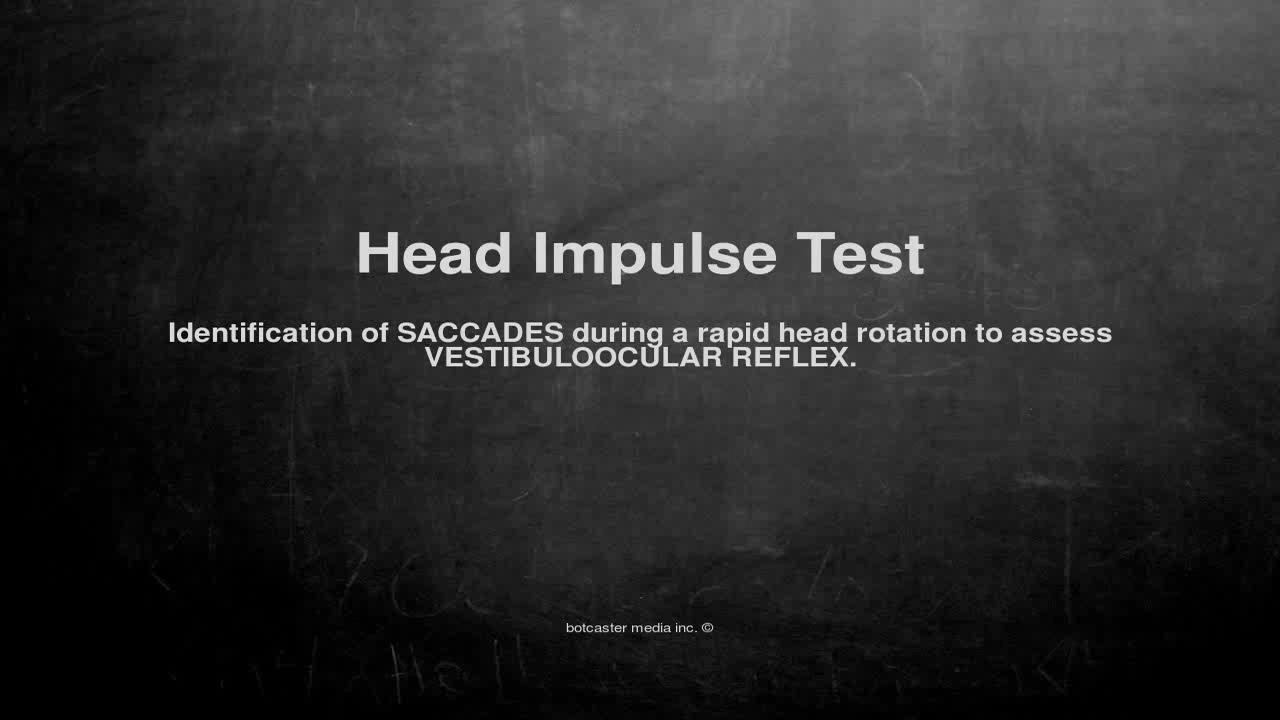 Head Impulse Test
Identification of SACCADES during a rapid head rotation to assess
VESTIBULOOCULAR REFLEX.
botcaster media inc. ©